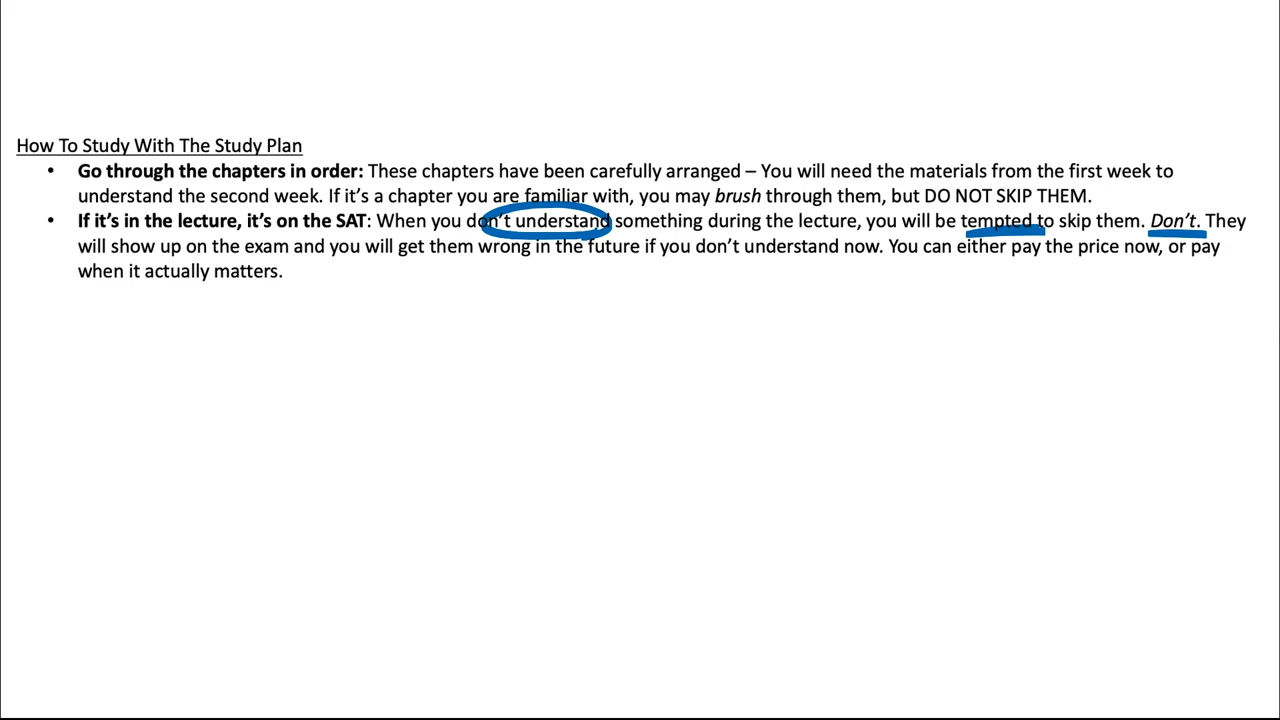 How To Study With The Study Plan
• Go through the chapters in order: These chapters have been carefully arranged – You will need the materials from the first week to
understand the second week. If it's a chapter you are familiar with, you may brush through them, but DO NOT SKIP THEM.
• If it's in the lecture, it's on the SAT: When you don't understand something during the lecture, you will be tempted to skip them. Don't. They
will show up on the exam and you will get them wrong in the future if you don't understand now. You can either pay the price now, or pay
when it actually matters.